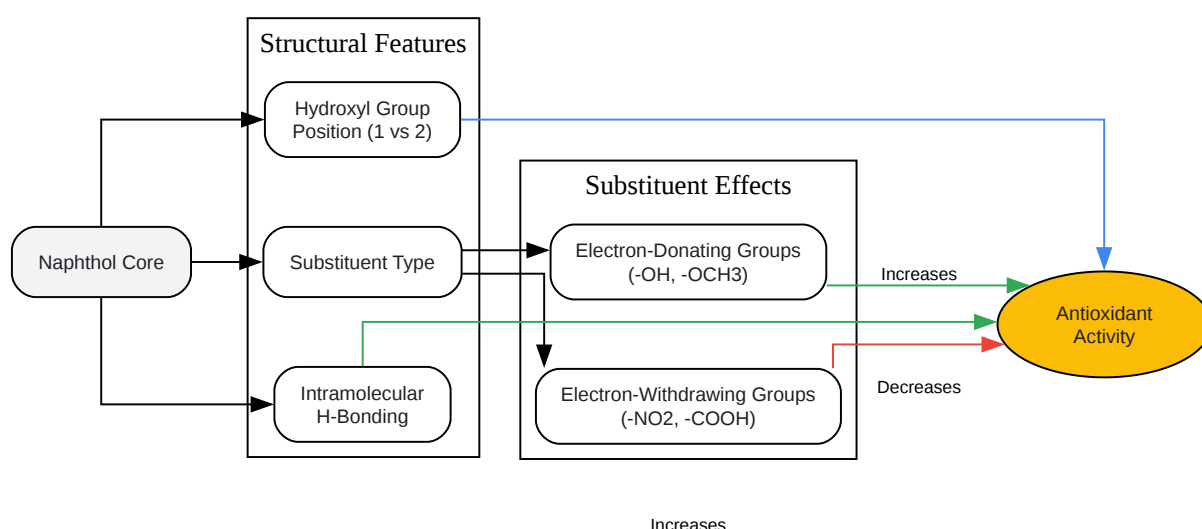 Structural Features
Hydroxyl Group
Position (1 vs 2)
Substituent Effects
Naphthol Core
Substituent Type
Electron-Donating Groups
(-OH, -OCH3)
Increases
Antioxidant
Activity
Intramolecular
H-Bonding
Electron-Withdrawing Groups
(-NO2, -COOH)
Decreases
Increases